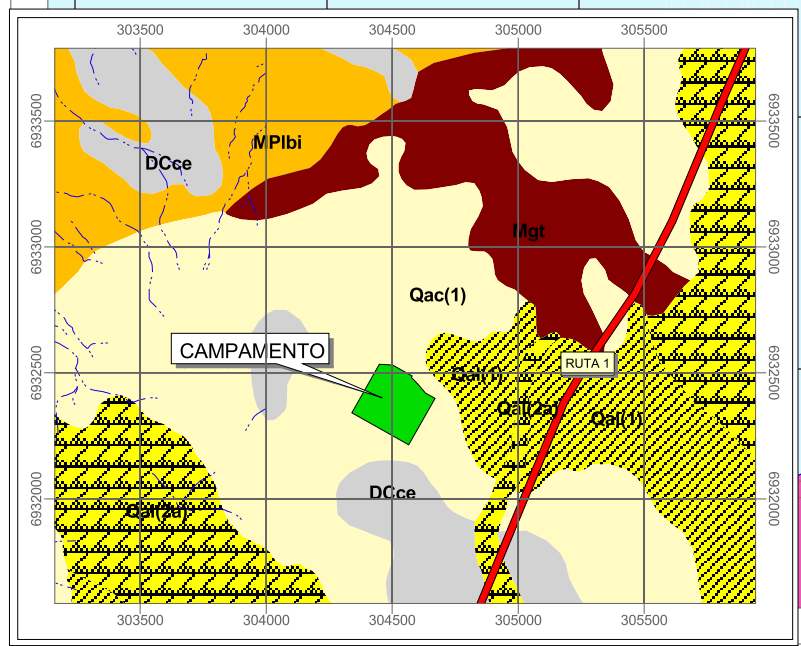 303500 304000 304500 305000 305500
6933500 6933500
MPlbi
DCce
Mgt
6933000 6933000
Qac(1)
CAMPAMENTO
RUTA 1
6932500 6932500
Qal(1)
Qal(2a)
Qal(1)
DCce
6932000 6932000
Qal(2a)
303500 304000 304500 305000 305500